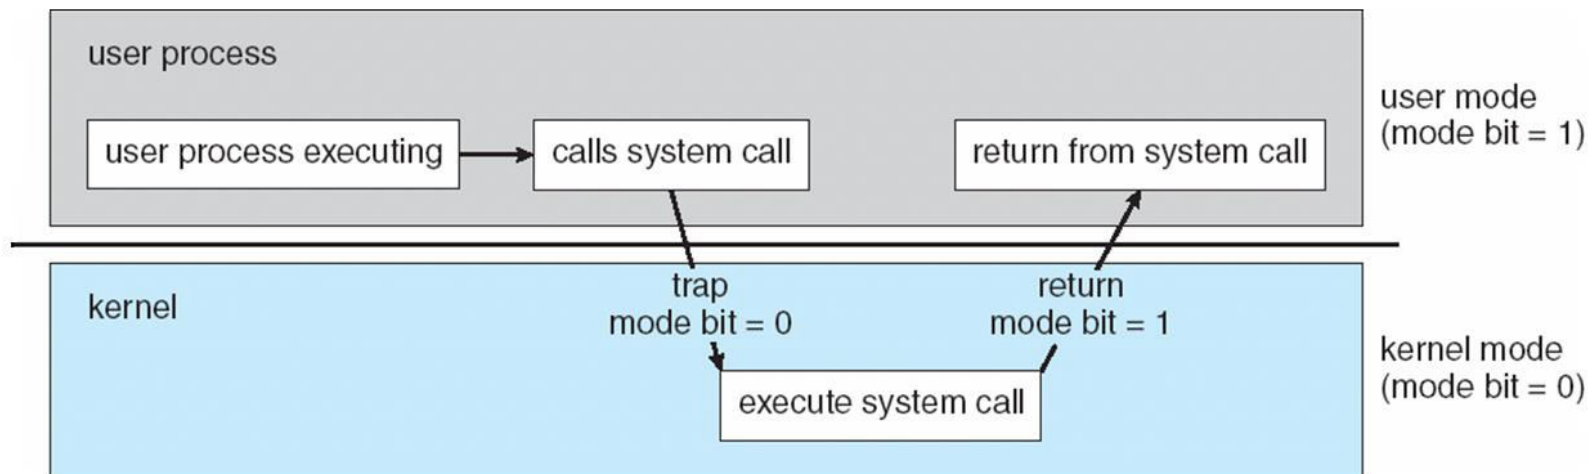 user process
user process executing
calls system call
return from system call
user mode
(mode bit = 1)
kernel
trap
mode bit = 0
return
mode bit = 1
execute system call
kernel mode
(mode bit = 0)